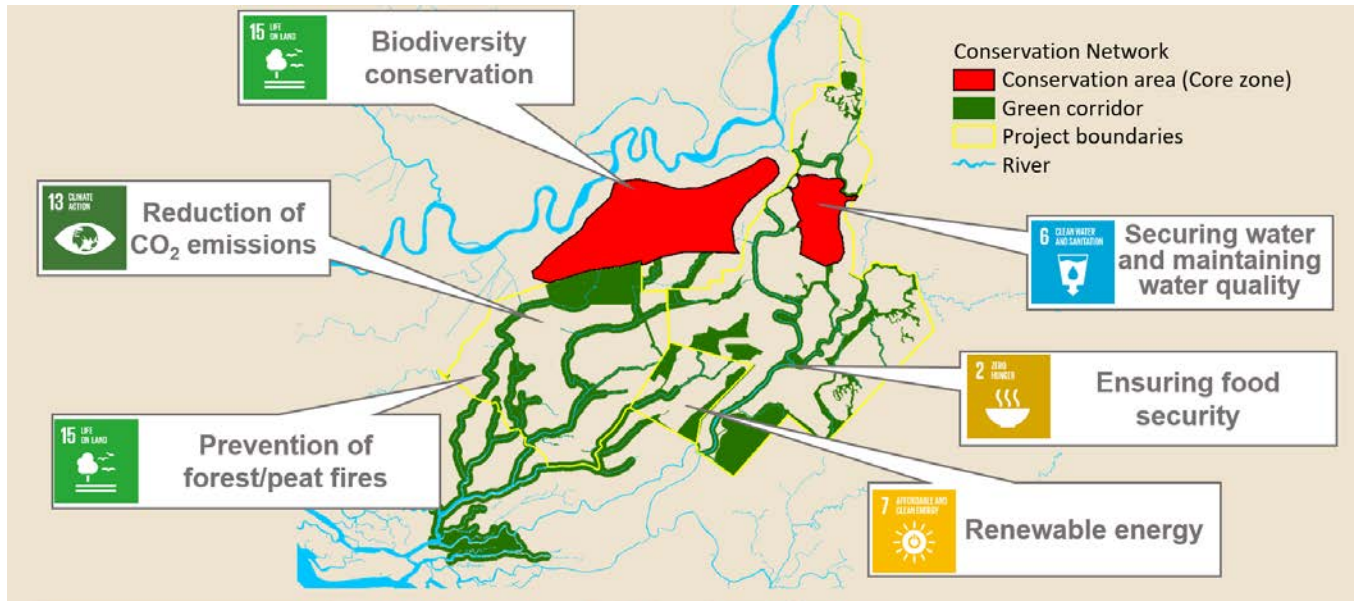 15 LIFE
ON LAND
Biodiversity
conservation
Conservation Network
Conservation area (Core zone)
Green corridor
Project boundaries
River
13 CLIMATE
ACTION
Reduction of
CO₂ emissions
6 CLEAN WATER
AND SANITATION
Securing water
and maintaining
water quality
2 ZERO
HUNGER
Ensuring food
security
15 LIFE
ON LAND
Prevention of
forest/peat fires
7 AFFORDABLE AND
CLEAN ENERGY
Renewable energy